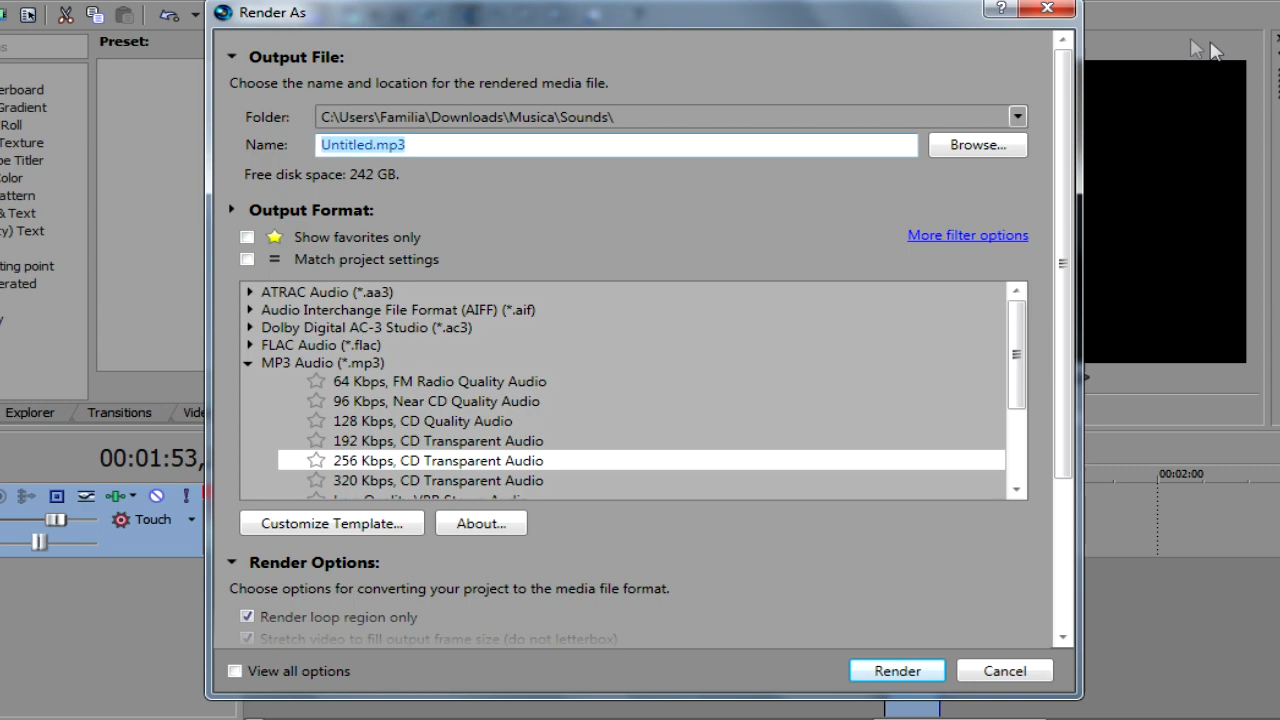 Render As
?
Preset:
Output File:
Choose the name and location for the rendered media file.
Folder: C:\Users\Familia\Downloads\Musica\Sounds\
Name: Untitled.mp3 Browse...
Free disk space: 242 GB.
Output Format:
Show favorites only
More filter options
= Match project settings
ATRAC Audio (*.aa3)
Audio Interchange File Format (AIFF) (*.aif)
Dolby Digital AC-3 Studio (*.ac3)
FLAC Audio (*.flac)
MP3 Audio (*.mp3)
64 Kbps, FM Radio Quality Audio
96 Kbps, Near CD Quality Audio
128 Kbps, CD Quality Audio
192 Kbps, CD Transparent Audio
256 Kbps, CD Transparent Audio
320 Kbps, CD Transparent Audio
Customize Template... About...
Render Options:
Choose options for converting your project to the media file format.
Render loop region only
Stretch video to fill output frame size (do not letterbox)
View all options
Render Cancel
erboard
Gradient
Roll
Texture
pe Titler
Color
attern
& Text
y) Text
ting point
erated
Explorer Transitions Vide
00:01:53,
Touch
00:02:00